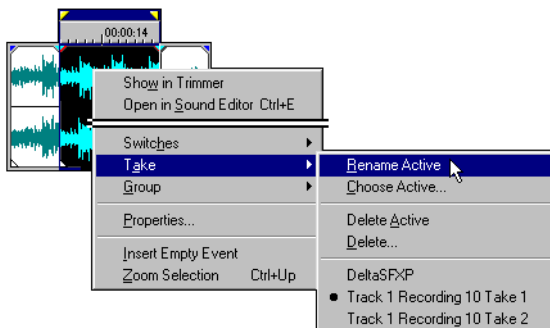 00:00:14
Show in Trimmer
Open in Sound Editor Ctrl+E
Switches
Take
Group
Properties...
Insert Empty Event
Zoom Selection Ctrl+Up
Rename Active
Choose Active...
Delete Active
Delete...
DeltaSFXP
Track 1 Recording 10 Take 1
Track 1 Recording 10 Take 2